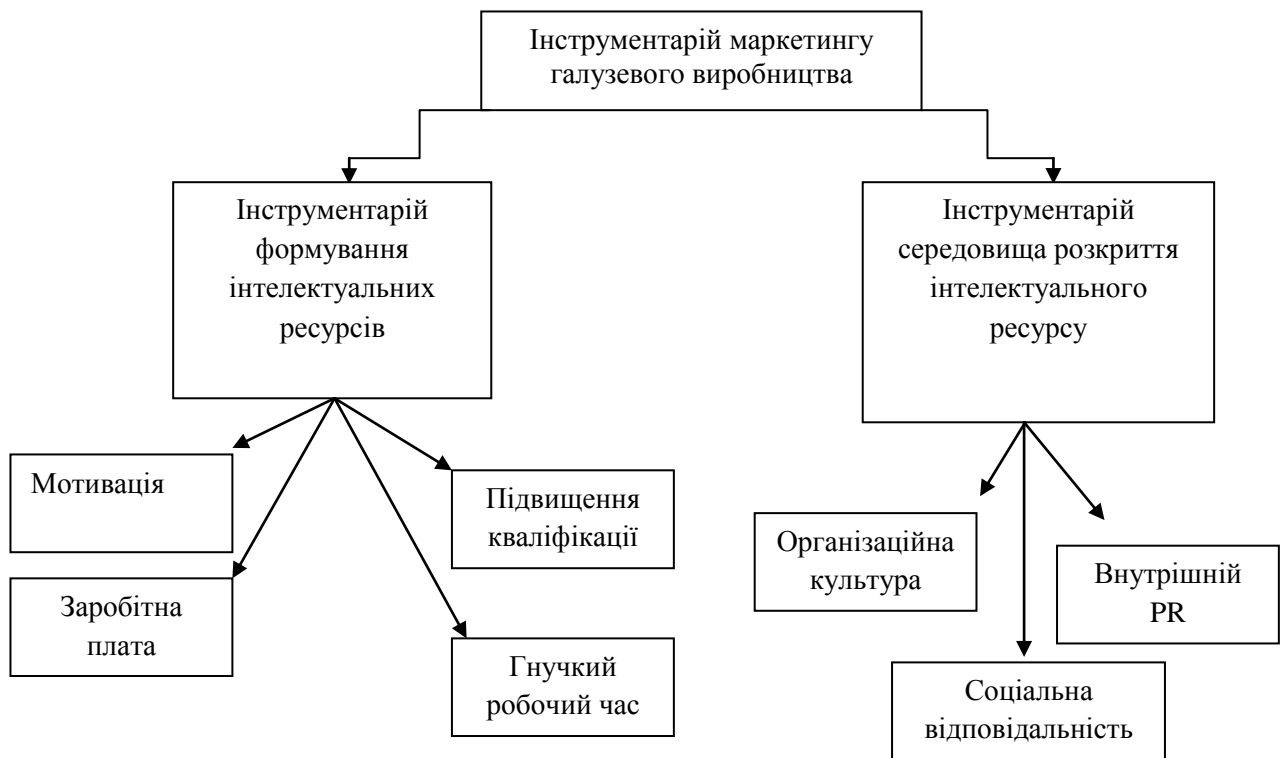 Інструментарій маркетингу
галузевого виробництва
Інструментарій
формування
інтелектуальних
ресурсів
Інструментарій
середовища розкриття
інтелектуального
ресурсу
Мотивація
Підвищення
кваліфікації
Організаційна
культура
Внутрішній
PR
Заробітна
плата
Гнучкий
робочий час
Соціальна
відповідальність